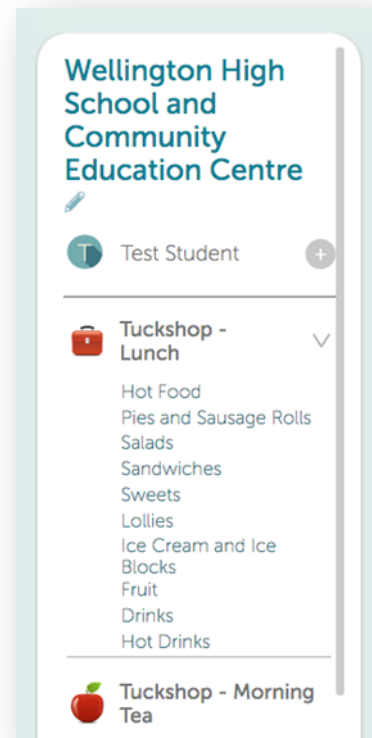 Wellington High
School and
Community
Education Centre
T
Test Student
+
Tuckshop -
Lunch
Hot Food
Pies and Sausage Rolls
Salads
Sandwiches
Sweets
Lollies
Ice Cream and Ice
Blocks
Fruit
Drinks
Hot Drinks
Tuckshop - Morning
Tea